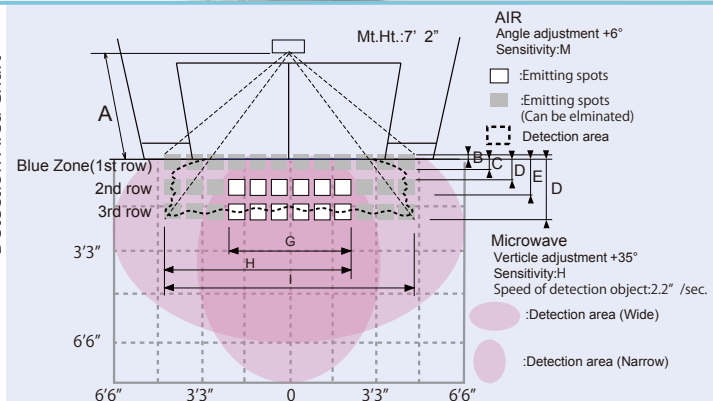 Mt.Ht.:7' 2"
AIR
Angle adjustment +6°
Sensitivity:M
:Emitting spots
:Emitting spots
(Can be elminated)
Detection area
A
Blue Zone(1st row)
2nd row
3rd row
B
C
D
E
D
G
H
I
3'3"
6'6"
6'6"
3'3"
0
3'3"
6'6"
Microwave
Verticle adjustment +35°
Sensitivity:H
Speed of detection object:2.2" /sec.
:Detection area (Wide)
:Detection area (Narrow)